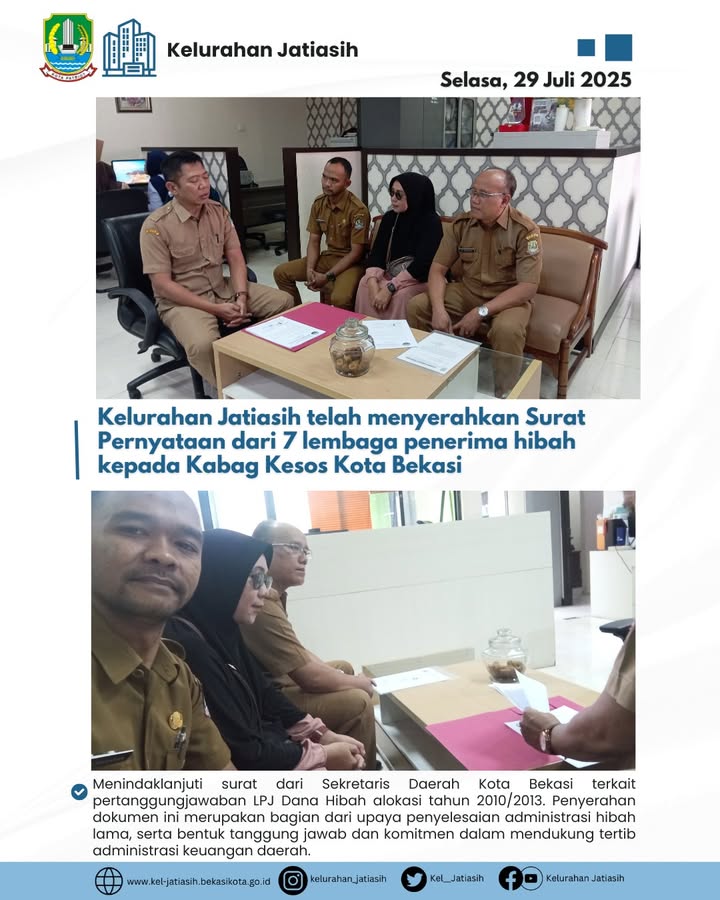 KOTA PATRIOT
Kelurahan Jatiasih
Selasa, 29 Juli 2025
Kelurahan Jatiasih telah menyerahkan Surat
Pernyataan dari 7 lembaga penerima hibah
kepada Kabag Kesos Kota Bekasi
Menindaklanjuti surat dari Sekretaris Daerah Kota Bekasi terkait
pertanggungjawaban LPJ Dana Hibah alokasi tahun 2010/2013. Penyerahan
dokumen ini merupakan bagian dari upaya penyelesaian administrasi hibah
lama, serta bentuk tanggung jawab dan komitmen dalam mendukung tertib
administrasi keuangan daerah.
www.kel-jatiasih.bekasikota.go.id
kelurahan_jatiasih
Kel__Jatiasih
Kelurahan Jatiasih